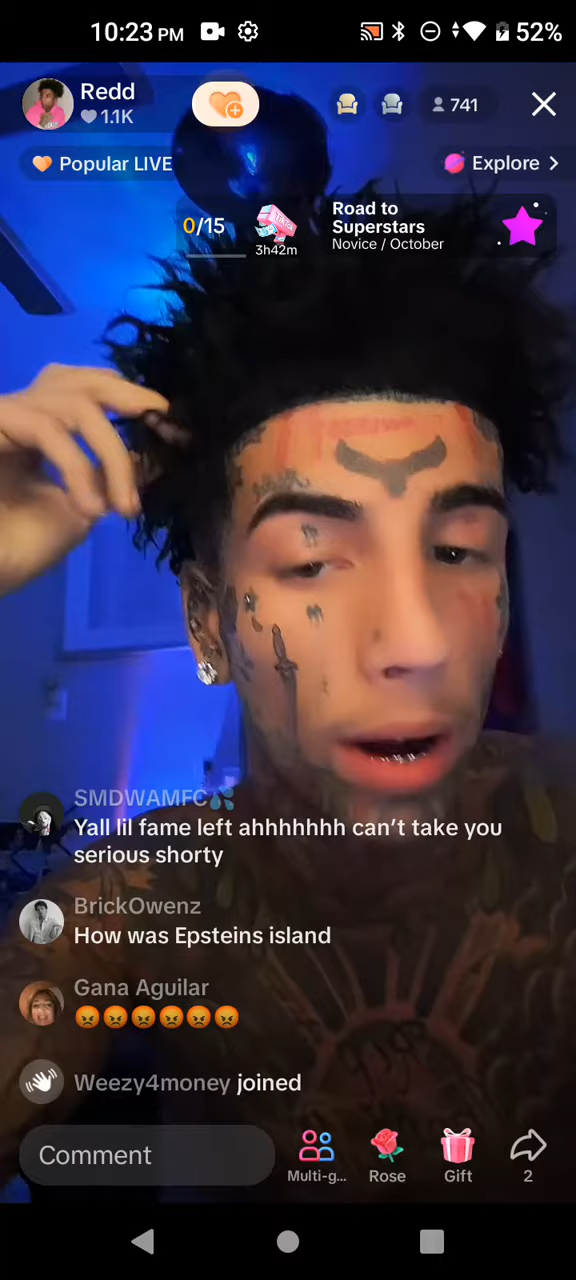 10:23 PM
52%
Redd
1.1K
741
Popular LIVE
Explore >
0/15
3h42m
Road to
Superstars
Novice / October
SMDWAMFC💦
Yall lil fame left ahhhhhhh can't take you
serious shorty
BrickOwenz
How was Epsteins island
Gana Aguilar
😡😡😡😡😡😡
Weezy4money joined
Comment
Multi-g...
Rose
Gift
2